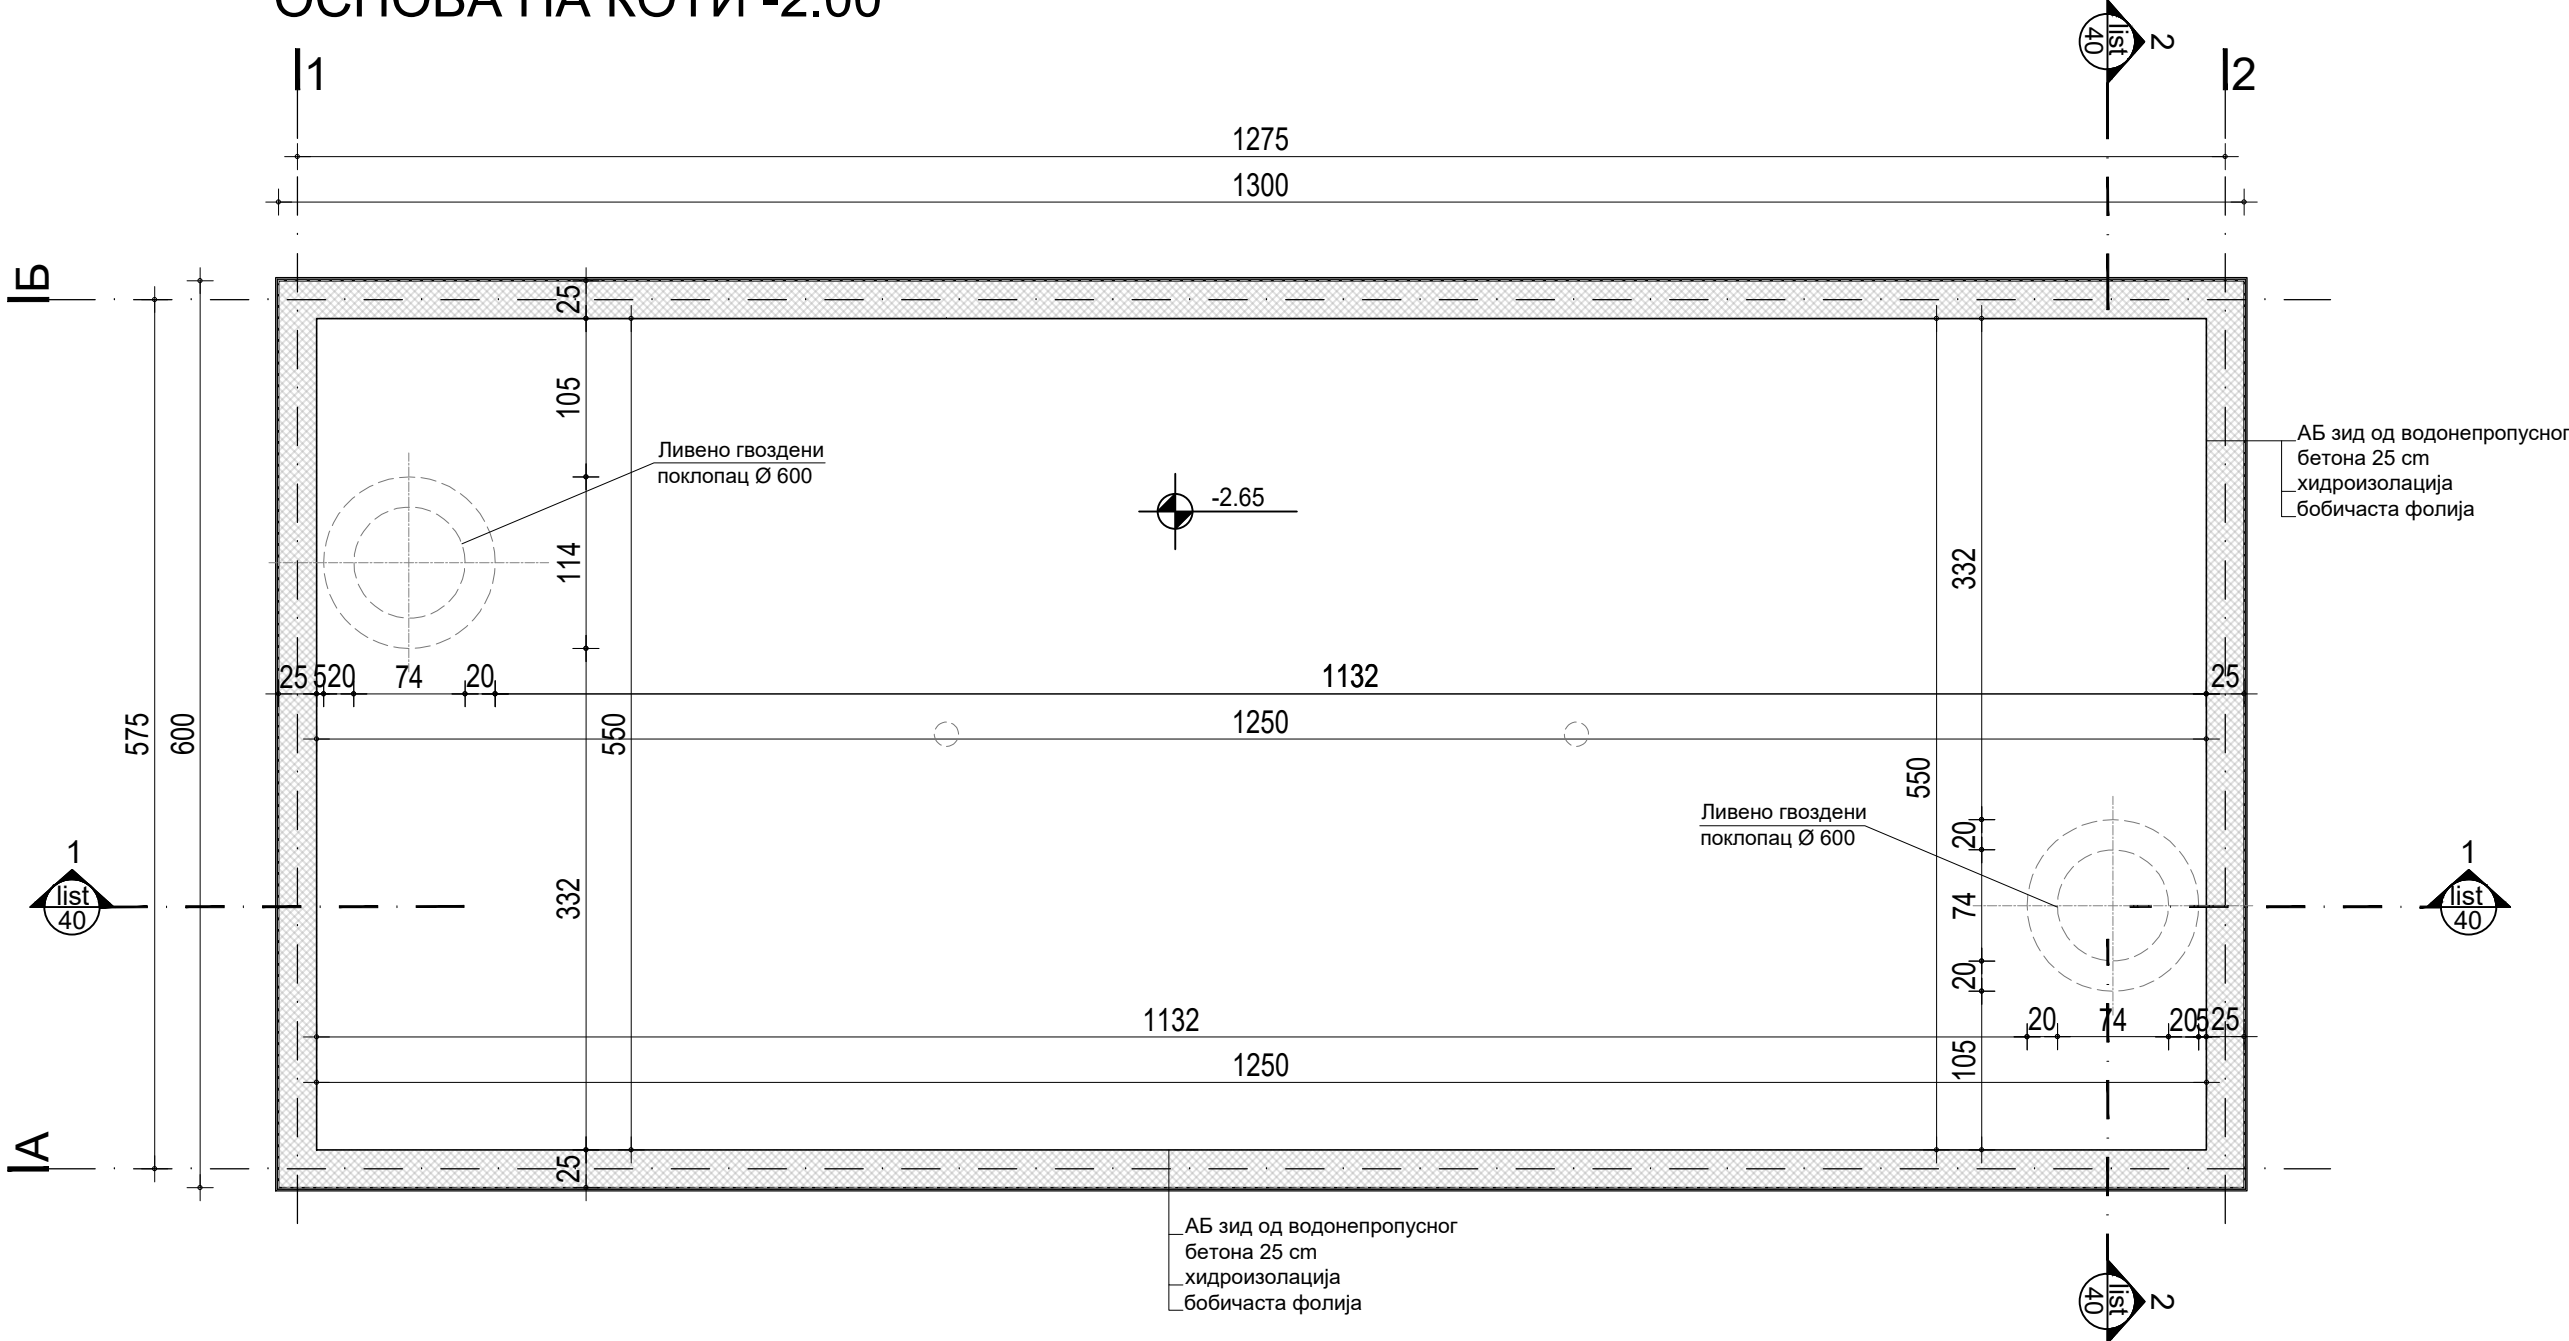 ОСНОВА НА КОТИ -2.00
1
2
list
40
2
1275
1300
Б
25
105
Ливено гвоздени
поклопац Ø 600
-2.65
АБ зид од водонепропусног
бетона 25 cm
хидроизолација
бобичаста фолија
114
332
25
5
20
74
20
1132
25
575
600
550
1250
550
Ливено гвоздени
поклопац Ø 600
20
1
list
40
332
74
1
list
40
20
1132
20
74
20
5
25
105
1250
А
25
АБ зид од водонепропусног
бетона 25 cm
хидроизолација
бобичаста фолија
list
40
2